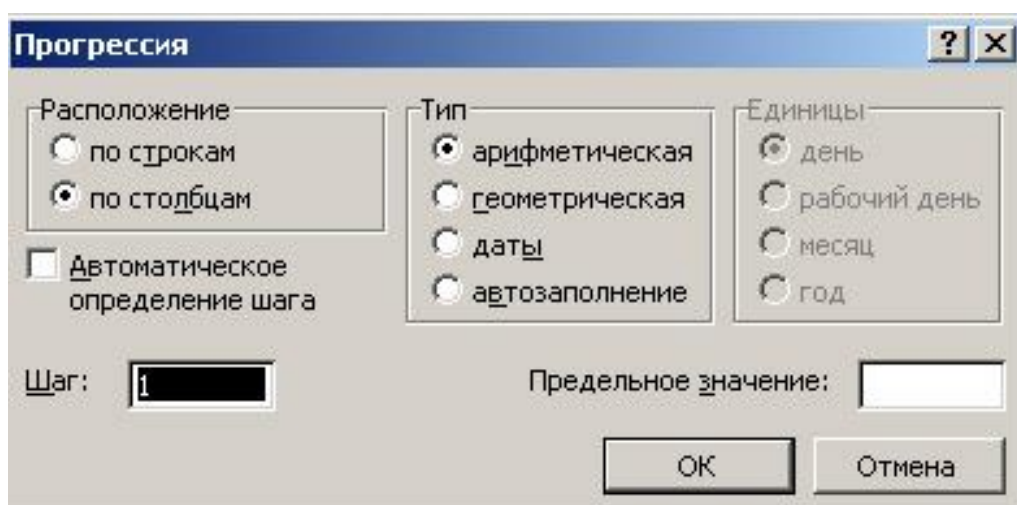 Прогрессия
Расположение
по строкам
по столбцам
Автоматическое
определение шага
Тип
арифметическая
геометрическая
даты
автозаполнение
Единицы
день
рабочий день
месяц
год
Шаг: 1
Предельное значение:
ОК
Отмена